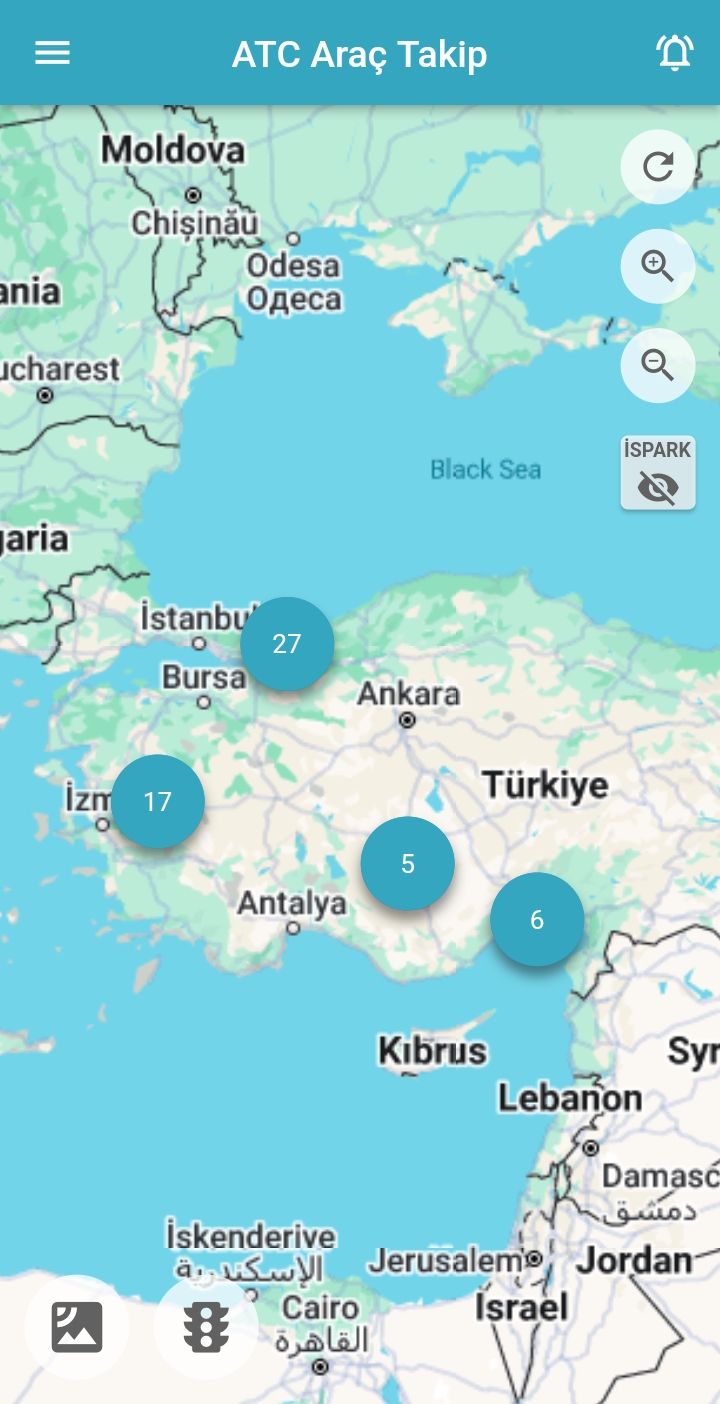 ATC Araç Takip
Moldova
Chișinău
Odesa
Одеса
ania
ucharest
İSPARK
Black Sea
garia
İstanbul
27
Bursa
Ankara
Türkiye
İzm
17
5
Antalya
6
Kıbrus
Syr
Lebanon
Damasc
دمشق
İskenderive
الإسكندرية
Jerusalem
Jordan
Cairo
القاهرة
Israel